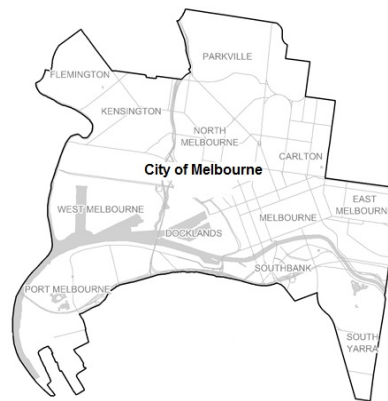 PARKVILLE
FLEMINGTON
KENSINGTON
NORTH
MELBOURNE
CARLTON
City of Melbourne
EAST
MELBOURN
WEST MELBOURNE
MELBOURNE
DOCKLANDS
SOUTHBANK
PORT MELBOURNE
SOUTH
YARRA